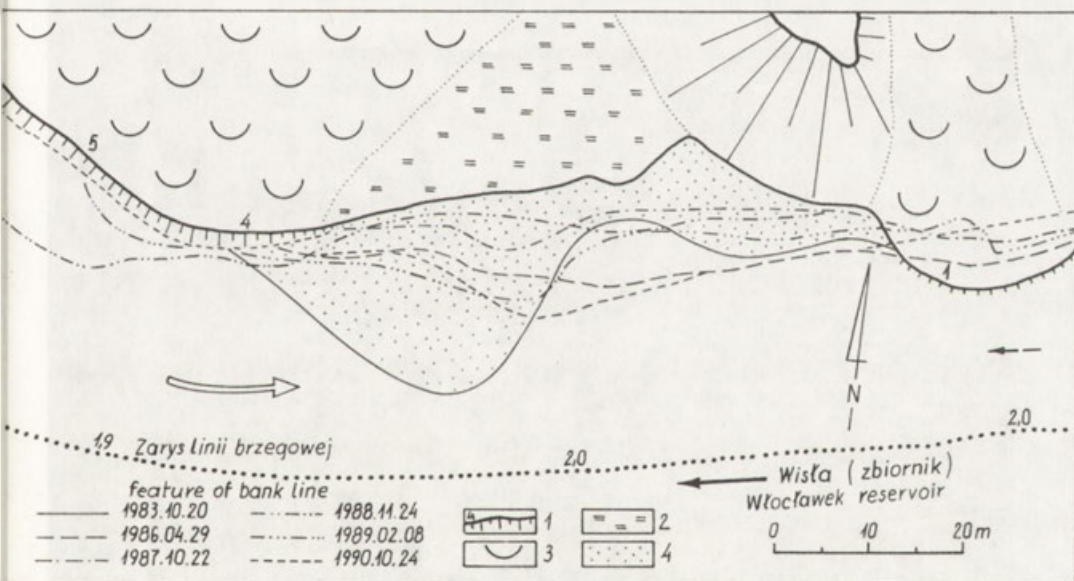 5
4
1
N
1,9 Zarys linii brzegowej
2,0
2,0
Wisła (zbiornik)
Włocławek reservoir
feature of bank line
1983.10.20
1986.04.29
1987.10.22
1988.11.24
1989.02.08
1990.10.24
4
1
2
3
4
0 40 20 m